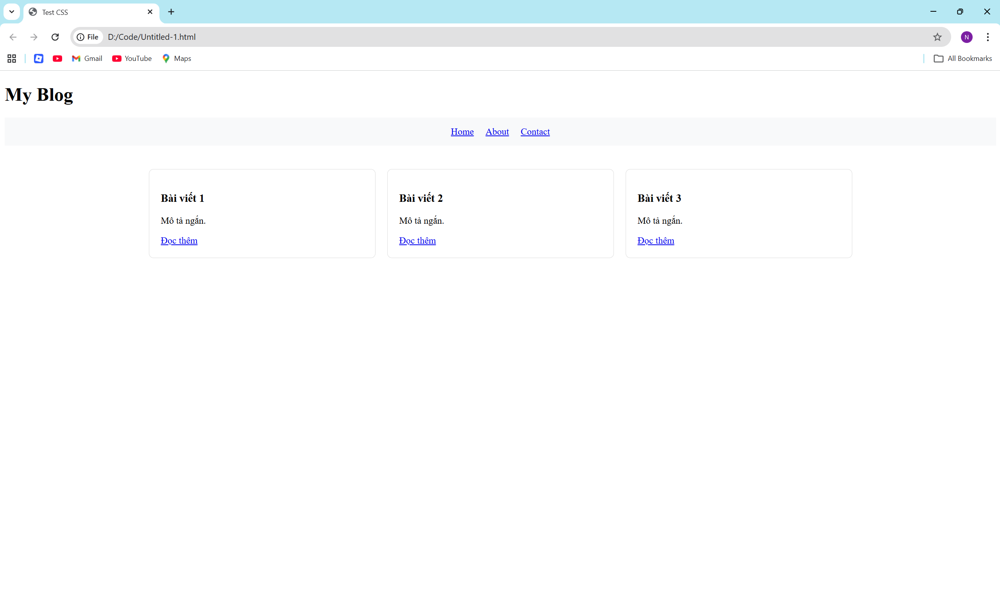 Test CSS
File D:/Code/Untitled-1.html N
Gmail YouTube Maps All Bookmarks
My Blog
Home About Contact
Bài viết 1
Mô tả ngắn.
Đọc thêm
Bài viết 2
Mô tả ngắn.
Đọc thêm
Bài viết 3
Mô tả ngắn.
Đọc thêm